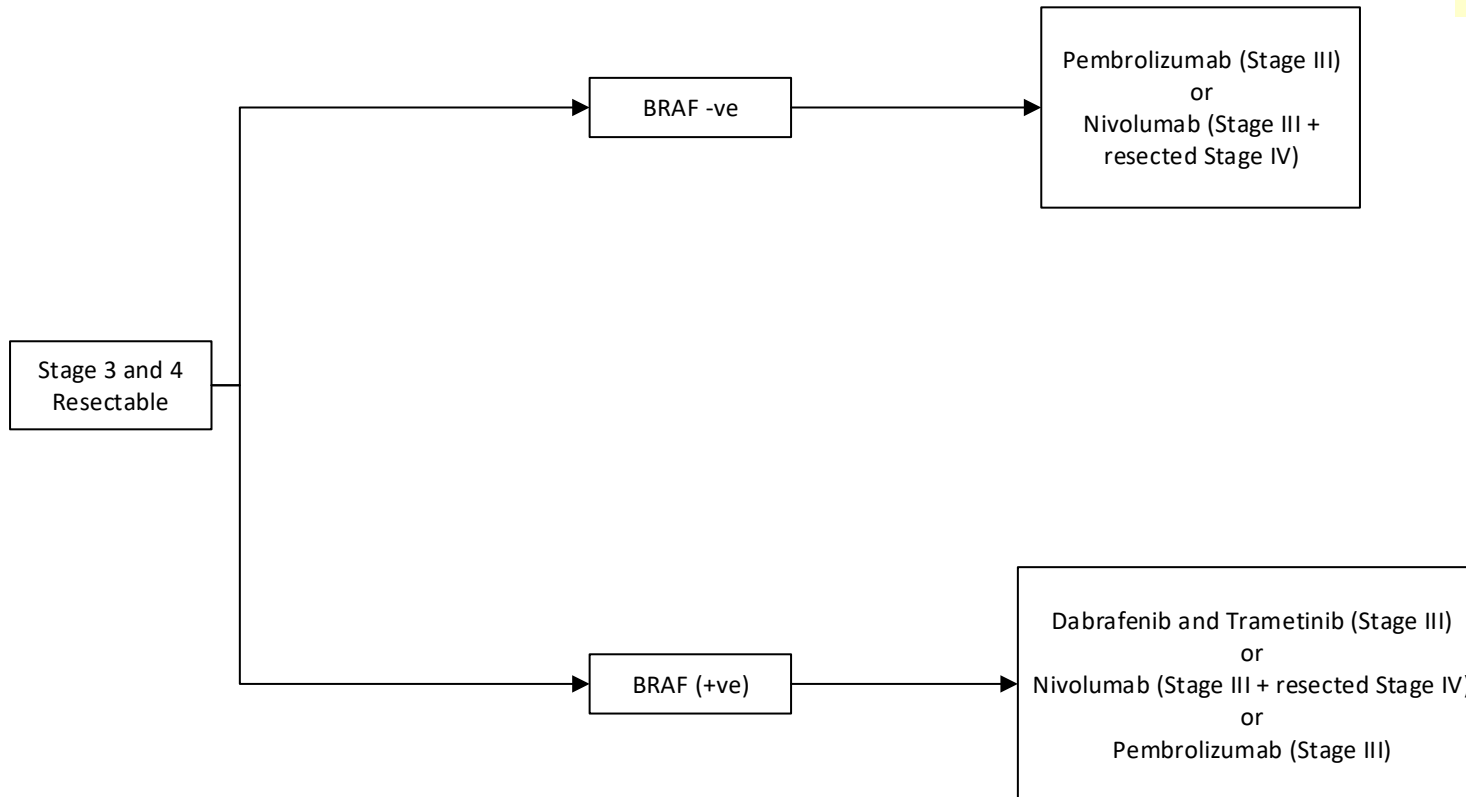 Pembrolizumab (Stage III)
or
Nivolumab (Stage III +
resected Stage IV)
BRAF -ve
Stage 3 and 4
Resectable
BRAF (+ve)
Dabrafenib and Trametinib (Stage III)
or
Nivolumab (Stage III + resected Stage IV)
or
Pembrolizumab (Stage III)